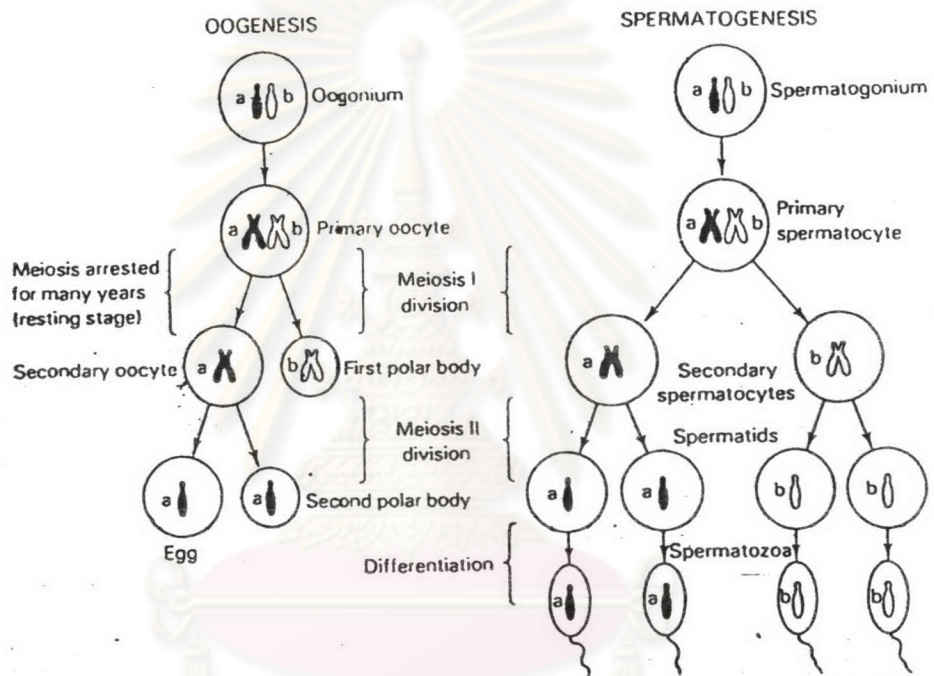 OOGENESIS
SPERMATOGENESIS
a b Oogonium
a b Spermatogonium
a b Primary oocyte
a b Primary
spermatocyte
Meiosis arrested
for many years
(resting stage)
Meiosis I
division
Secondary oocyte a
b First polar body
a
Secondary
spermatocytes
b
Meiosis II
division
Spermatids
a
Egg
a Second polar body
a
a
b
b
Differentiation
Spermatozoa
a
a
b
b